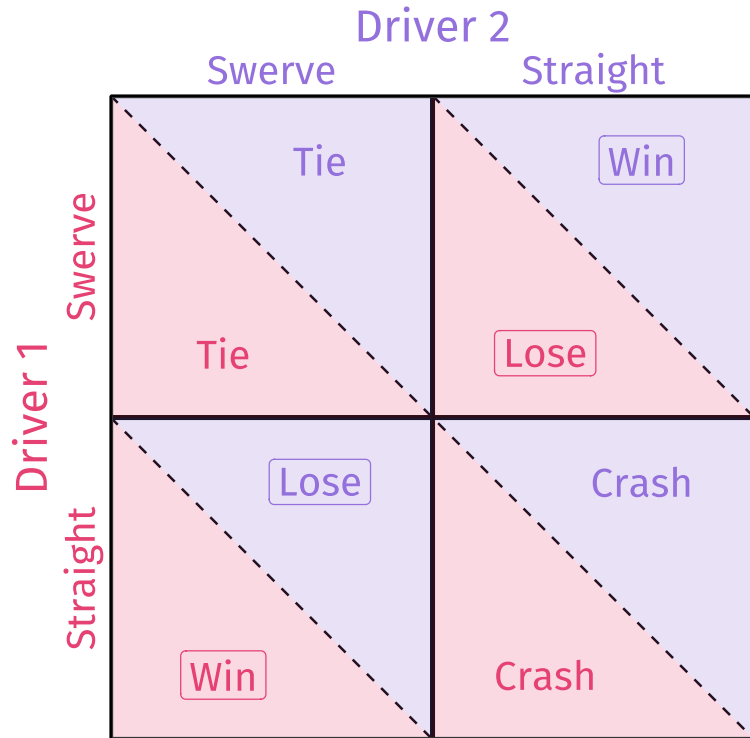 Driver 2
Swerve Straight
Driver 1
Swerve
Tie
Tie
Win
Lose
Straight
Lose
Win
Crash
Crash